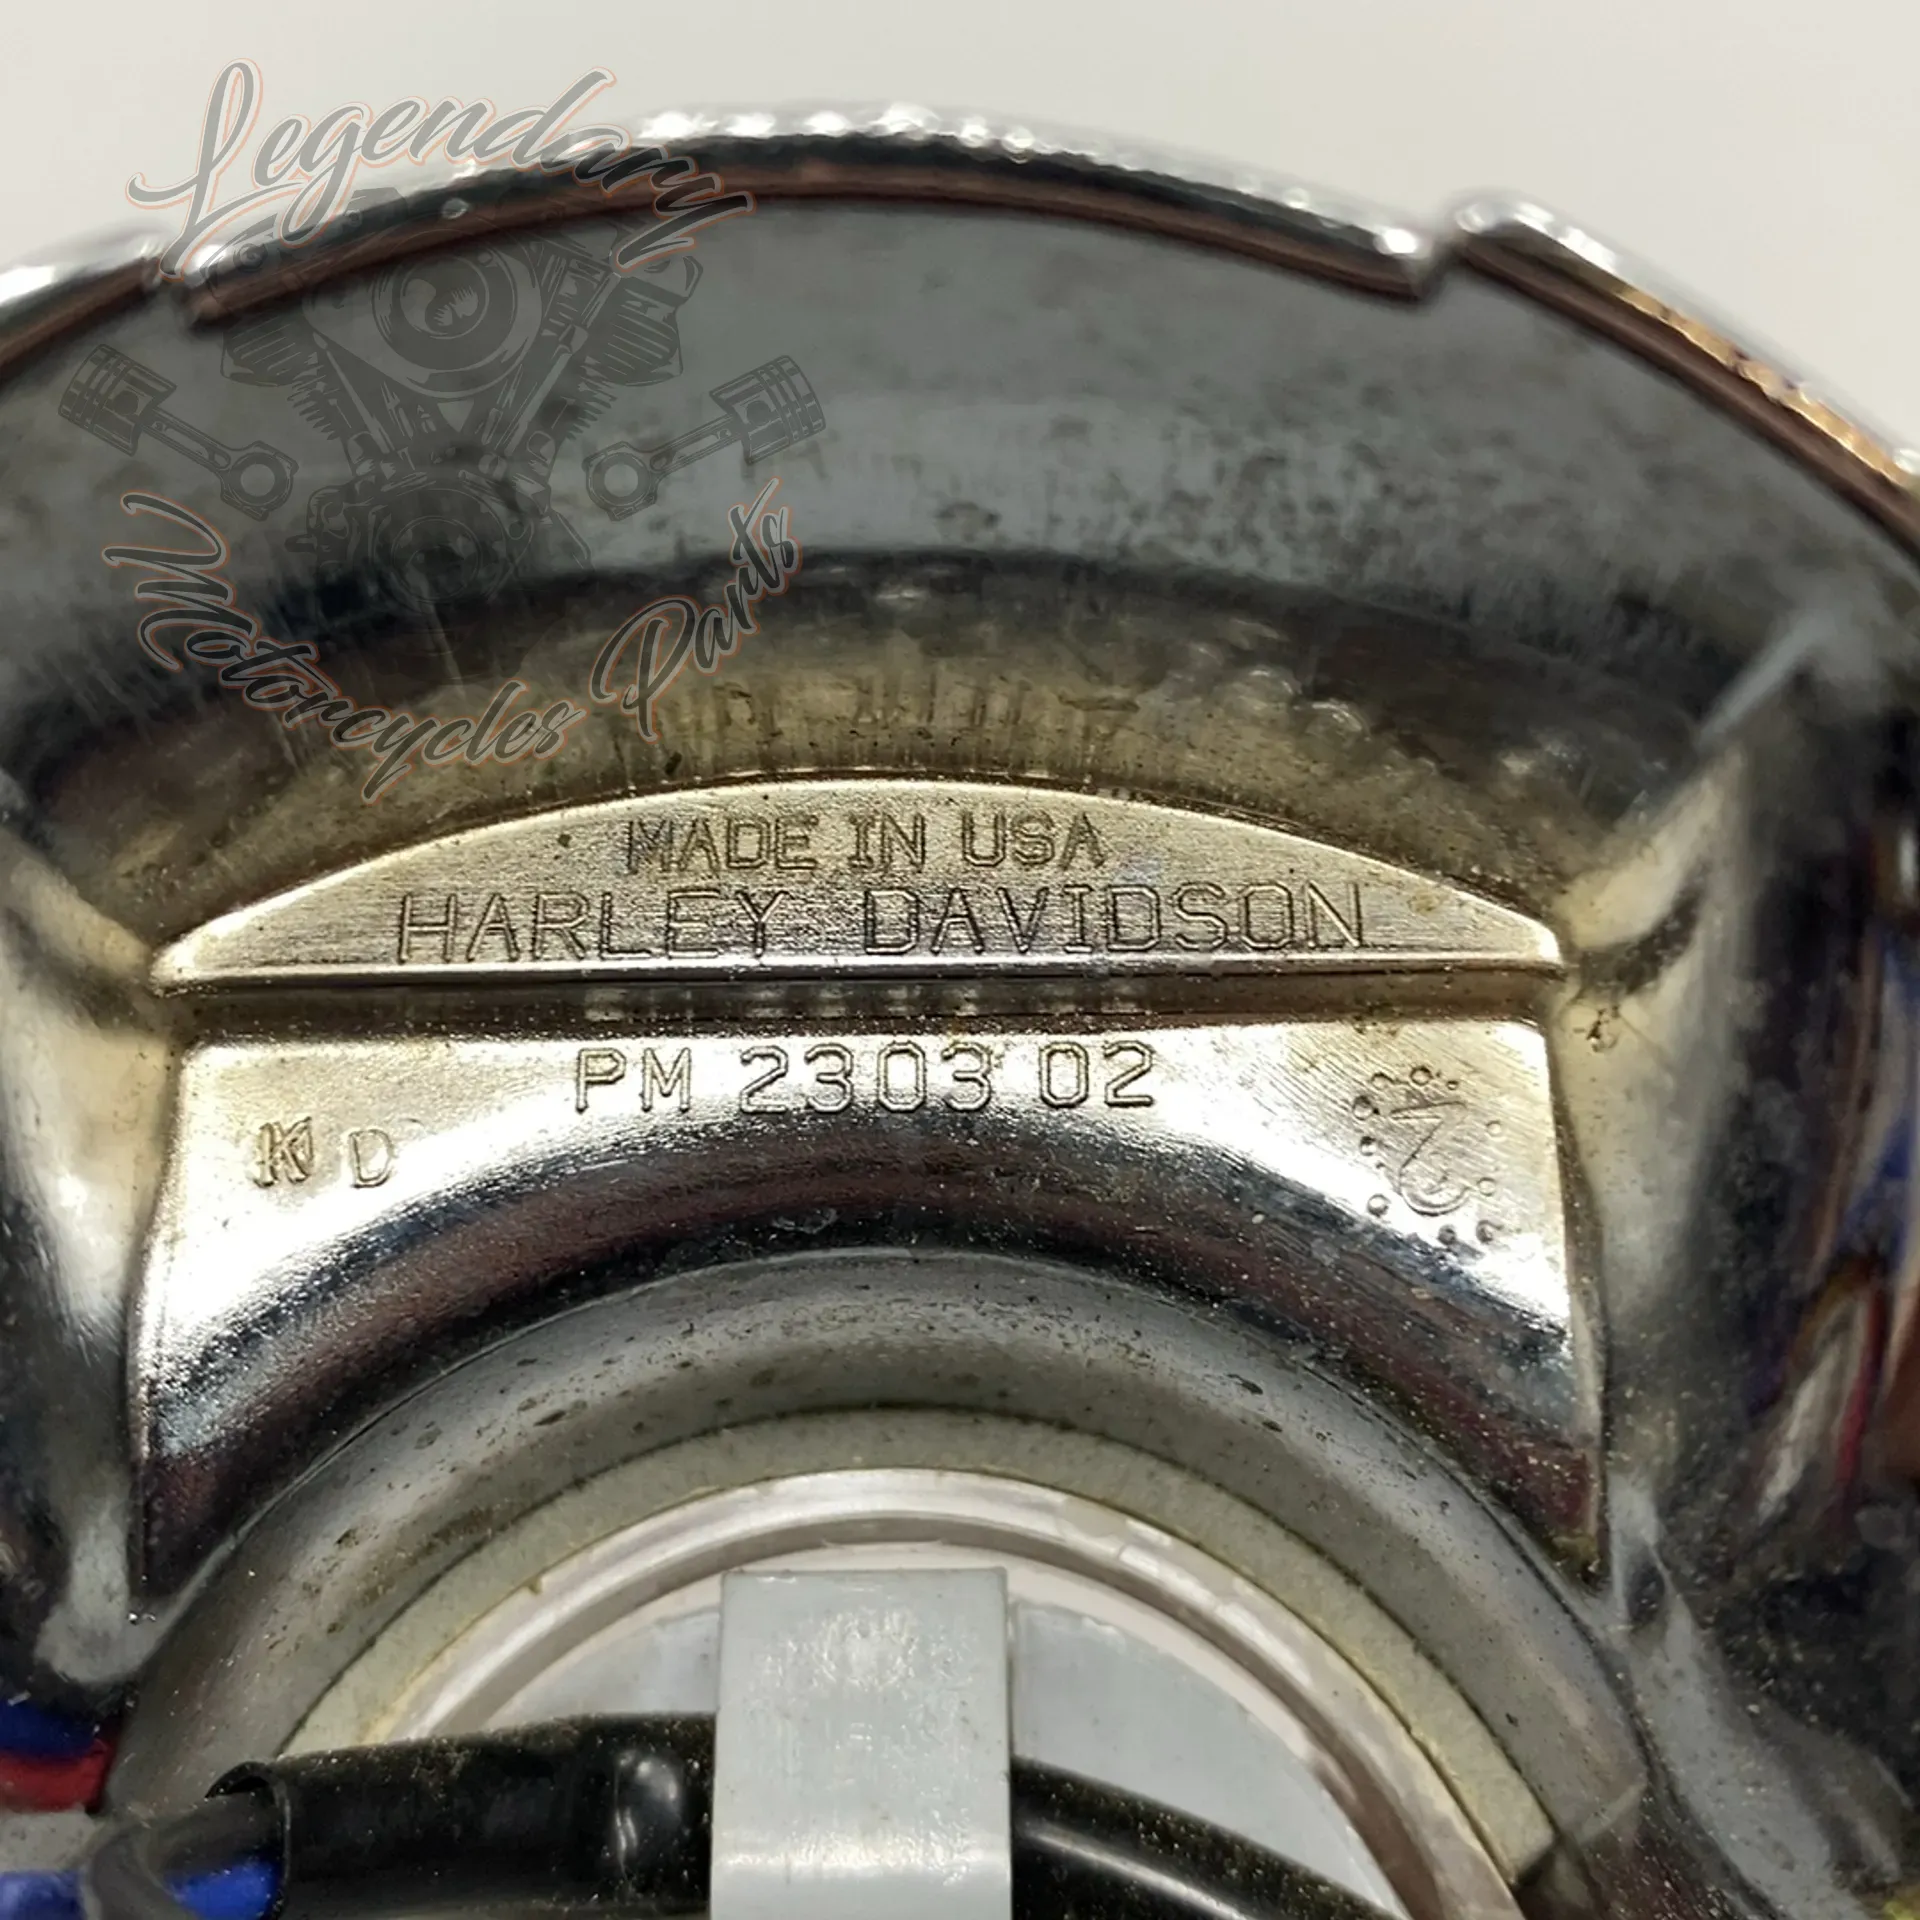 Legendary
Motorcycles Parts
MADE IN USA
HARLEY DAVIDSON
PM 2303 02
D